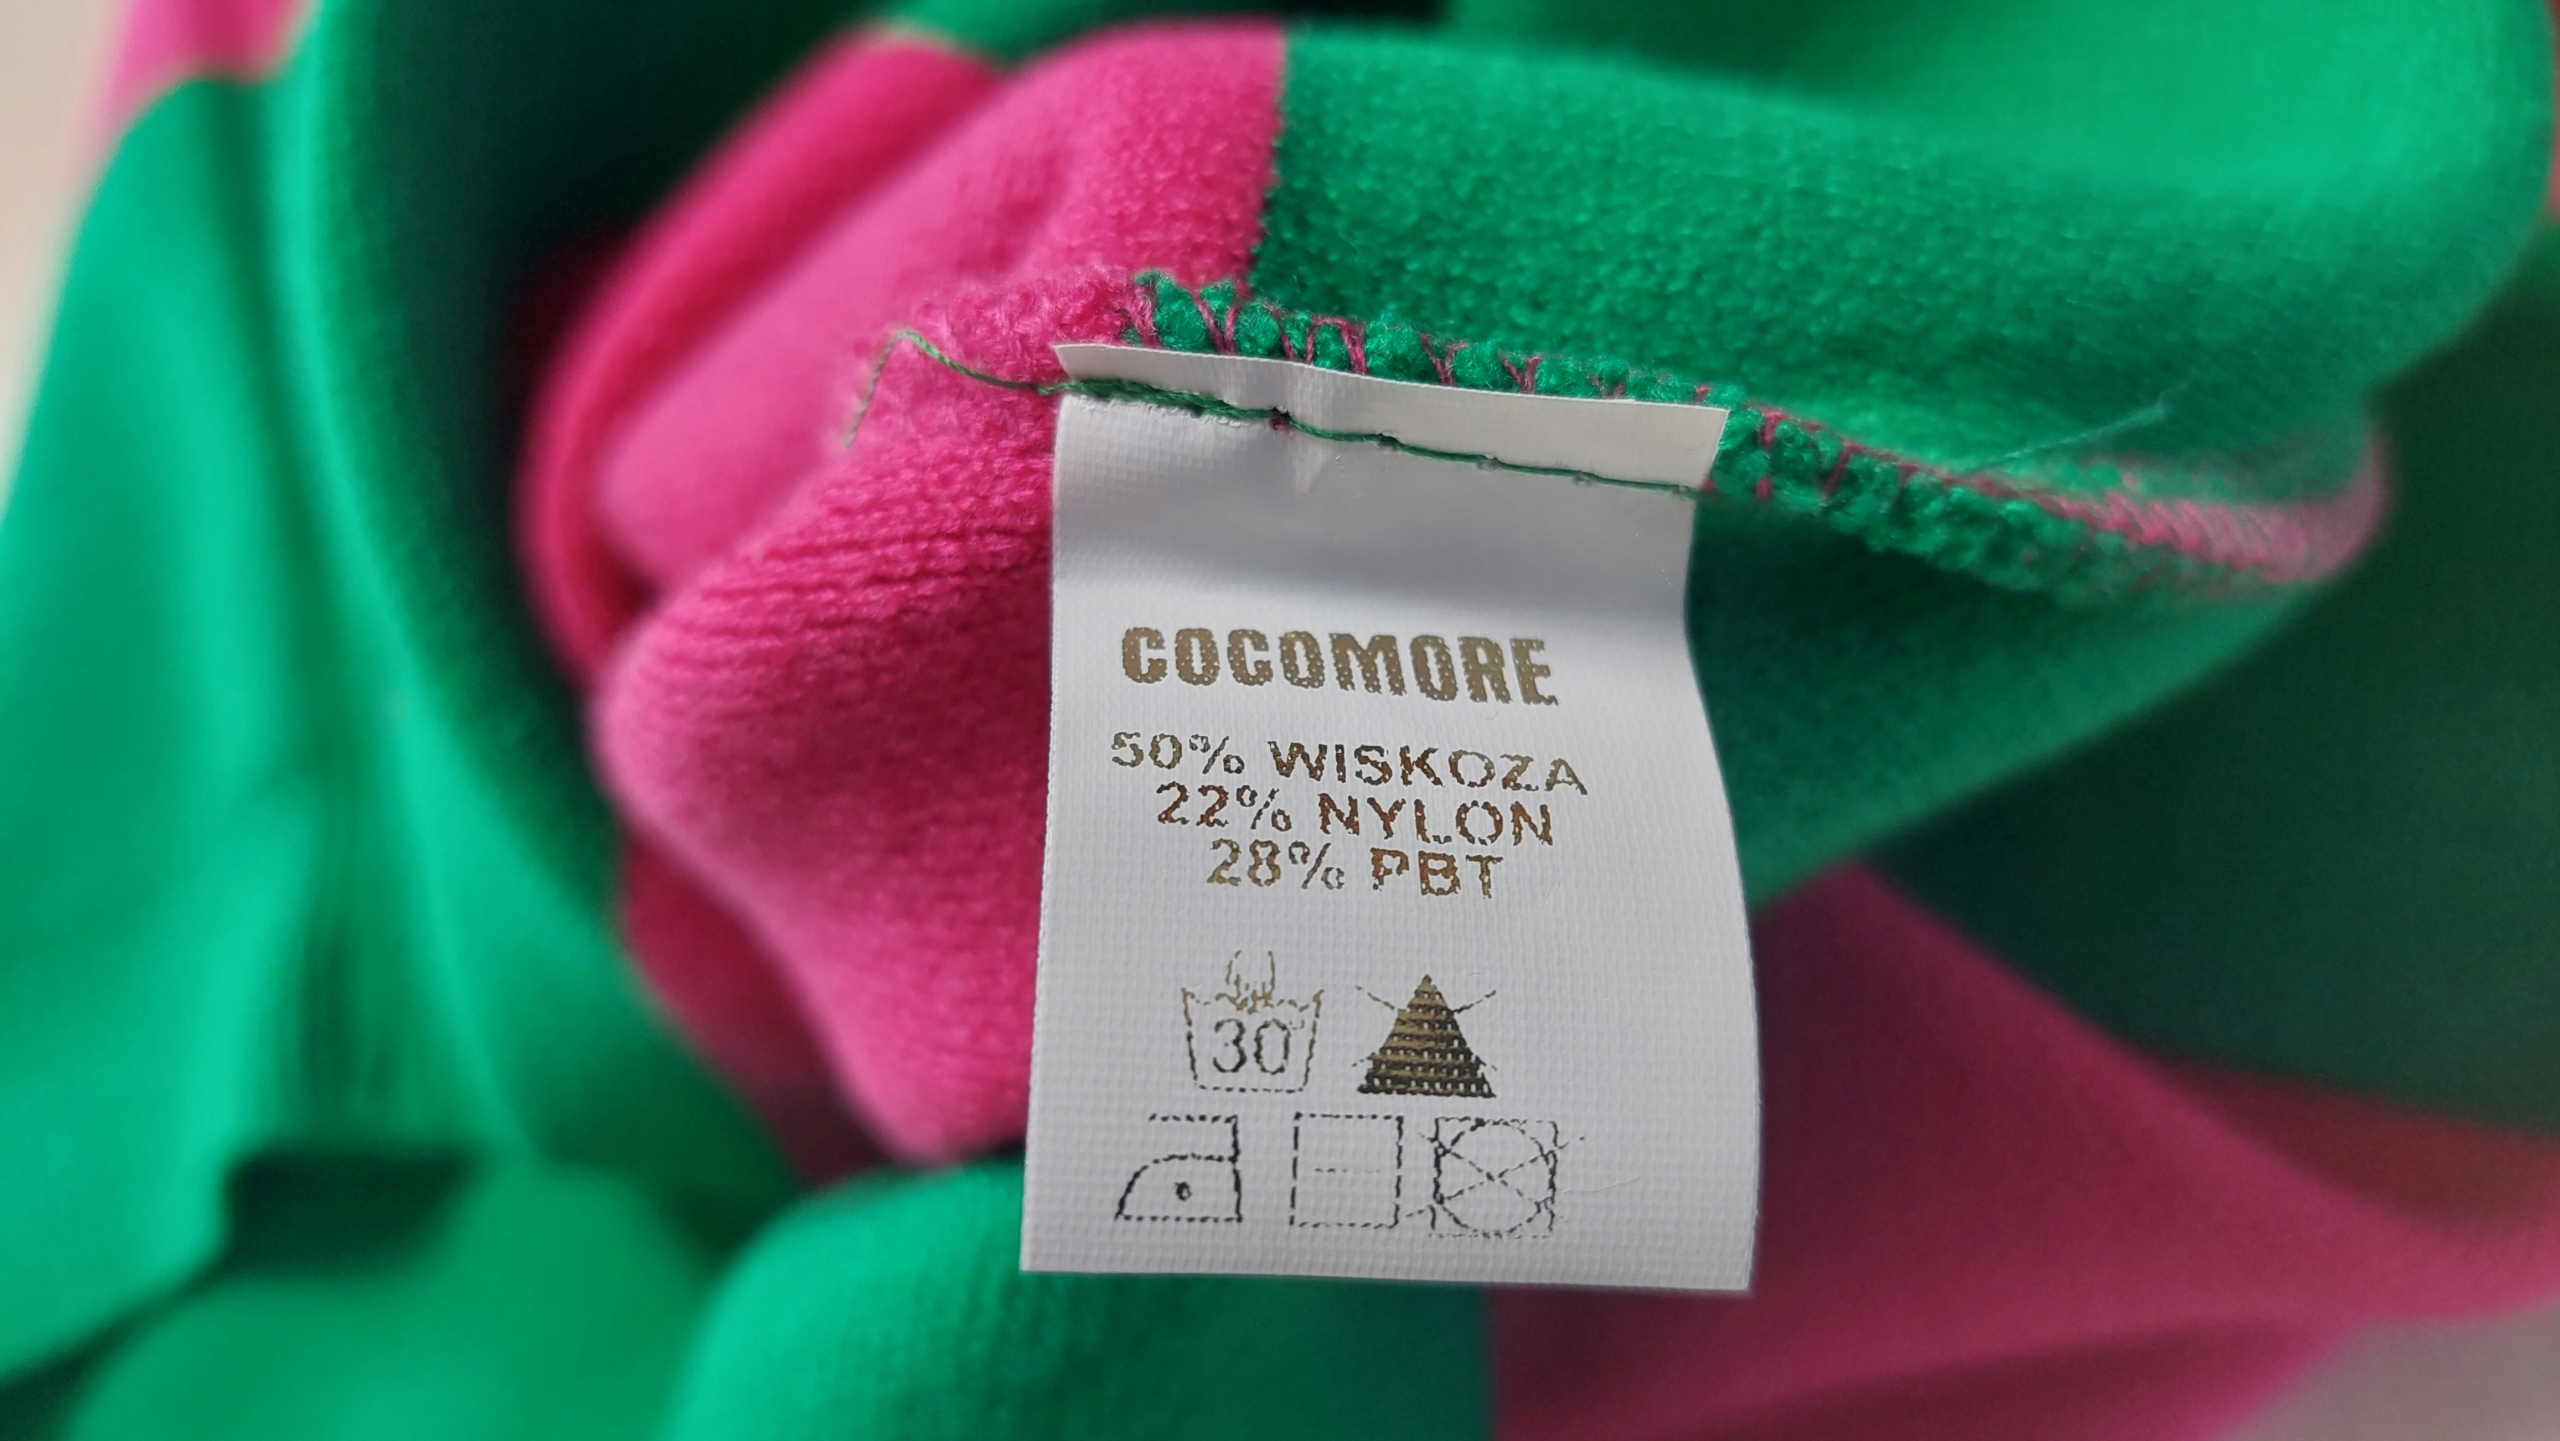 COCOMORE
50% WISKOZA
22% NYLON
28% PBT
30°